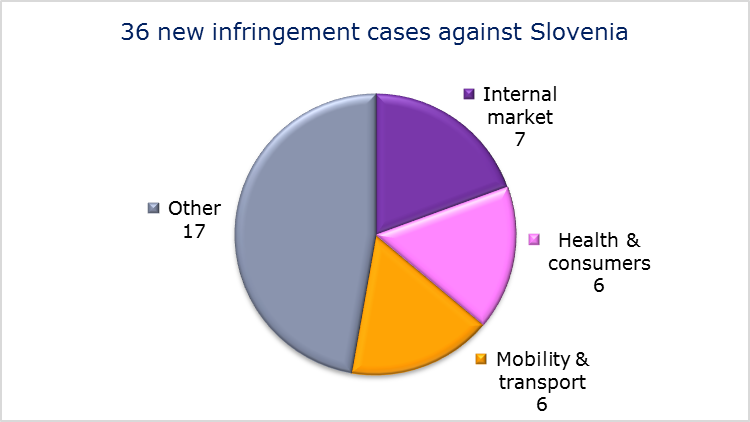 36 new infringement cases against Slovenia
Internal
market
7
Health &
consumers
6
Mobility &
transport
6
Other
17